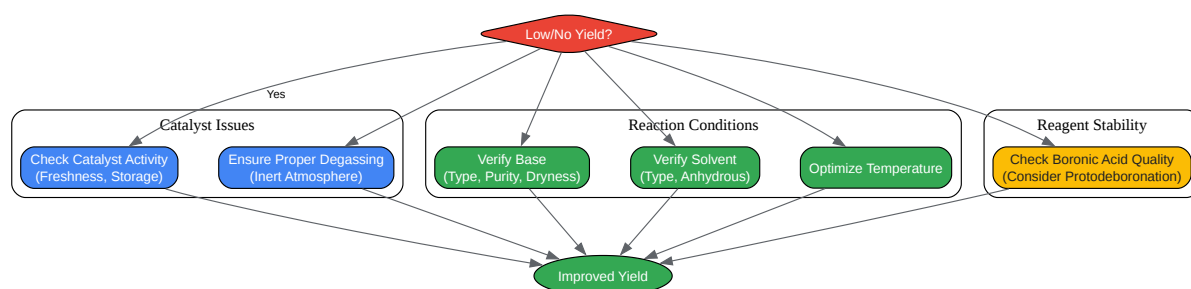 Low/No Yield?
Yes
Catalyst Issues
Reaction Conditions
Reagent Stability
Check Catalyst Activity
(Freshness, Storage)
Ensure Proper Degassing
(Inert Atmosphere)
Verify Base
(Type, Purity, Dryness)
Verify Solvent
(Type, Anhydrous)
Optimize Temperature
Check Boronic Acid Quality
(Consider Protodeboronation)
Improved Yield